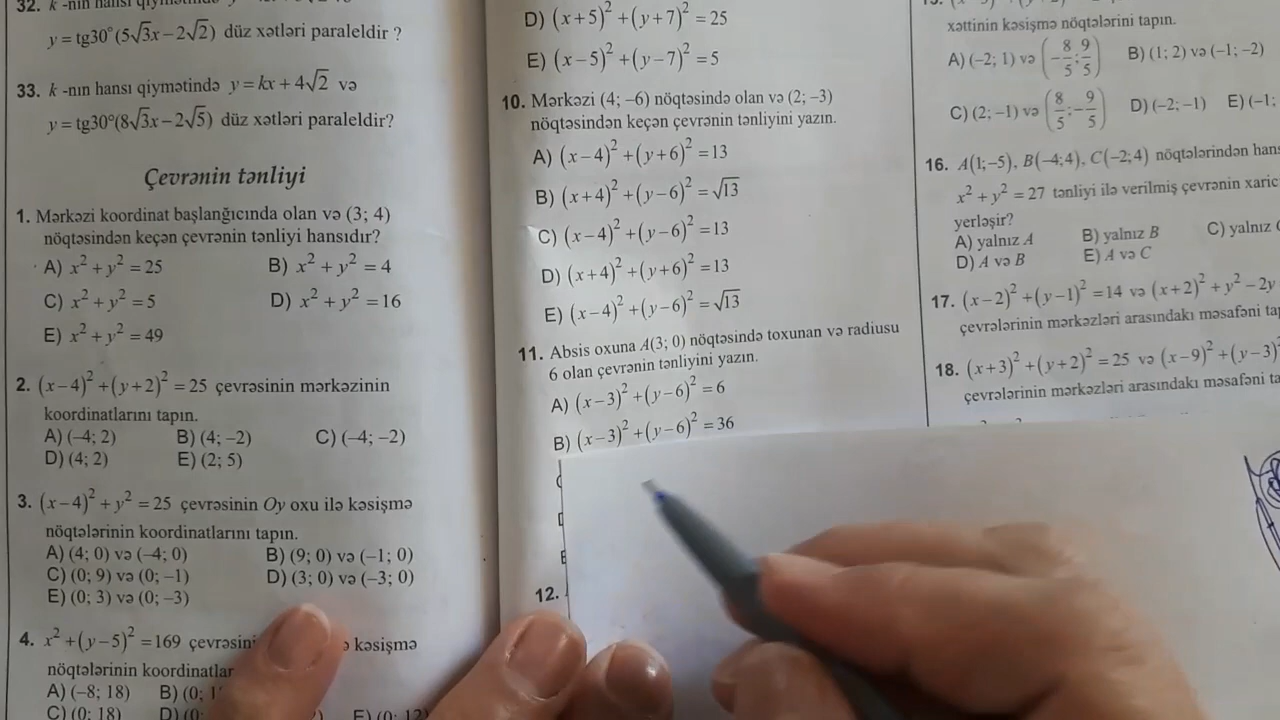 32. k -nın hansı
y = tg30°(5√3x−2√2) düz xətləri paraleldir ?
33. k -nın hansı qiymətində y = kx + 4√2 və
y = tg30°(8√3x−2√5) düz xətləri paraleldir?
Çevrənin tənliyi
1. Mərkəzi koordinat başlanğıcında olan və (3; 4)
nöqtəsindən keçən çevrənin tənliyi hansıdır?
A) x² + y² = 25 B) x² + y² = 4
C) x² + y² = 5 D) x² + y² = 16
E) x² + y² = 49
2. (x−4)² + (y+2)² = 25 çevrəsinin mərkəzinin
koordinatlarını tapın.
A) (−4; 2) B) (4; −2) C) (−4; −2)
D) (4; 2) E) (2; 5)
3. (x−4)² + y² = 25 çevrəsinin Oy oxu ilə kəsişmə
nöqtələrinin koordinatlarını tapın.
A) (4; 0) və (−4; 0) B) (9; 0) və (−1; 0)
C) (0; 9) və (0; −1) D) (3; 0) və (−3; 0)
E) (0; 3) və (0; −3)
4. x² + (y−5)² = 169 kəsişmə
nöqtələrinin
A) (−8; 18) B) (0;
C) (0; 18) D) (0; E) (0; 12)
D) (x+5)² + (y+7)² = 25
E) (x−5)² + (y−7)² = 5
10. Mərkəzi (4; −6) nöqtəsində olan və (2; −3)
nöqtəsindən keçən çevrənin tənliyini yazın.
A) (x−4)² + (y+6)² = 13
B) (x+4)² + (y−6)² = √13
C) (x−4)² + (y−6)² = 13
D) (x+4)² + (y+6)² = 13
E) (x−4)² + (y−6)² = √13
11. Absis oxuna A(3; 0) nöqtəsində toxunan və radiusu
6 olan çevrənin tənliyini yazın.
A) (x−3)² + (y−6)² = 6
B) (x−3)² + (y−6)² = 36
12.
xəttinin kəsişmə nöqtələrini tapın.
A) (−2; 1) və (−8/5; 9/5) B) (1; 2) və (−1; −2)
C) (2; −1) və (8/5; −9/5) D) (−2; −1) E) (−1;
16. A(1;−5), B(−4;4), C(−2;4) nöqtələrindən
x² + y² = 27 tənliyi ilə verilmiş çevrənin
yerləşir?
A) yalnız A B) yalnız B C) yalnız
D) A və B E) A və C
17. (x−2)² + (y−1)² = 14 və (x+2)² + y² − 2y
çevrələrinin mərkəzləri arasındakı məsafəni
18. (x+3)² + (y+2)² = 25 və (x−9)² + (y−3)²
çevrələrinin mərkəzləri arasındakı məsafəni